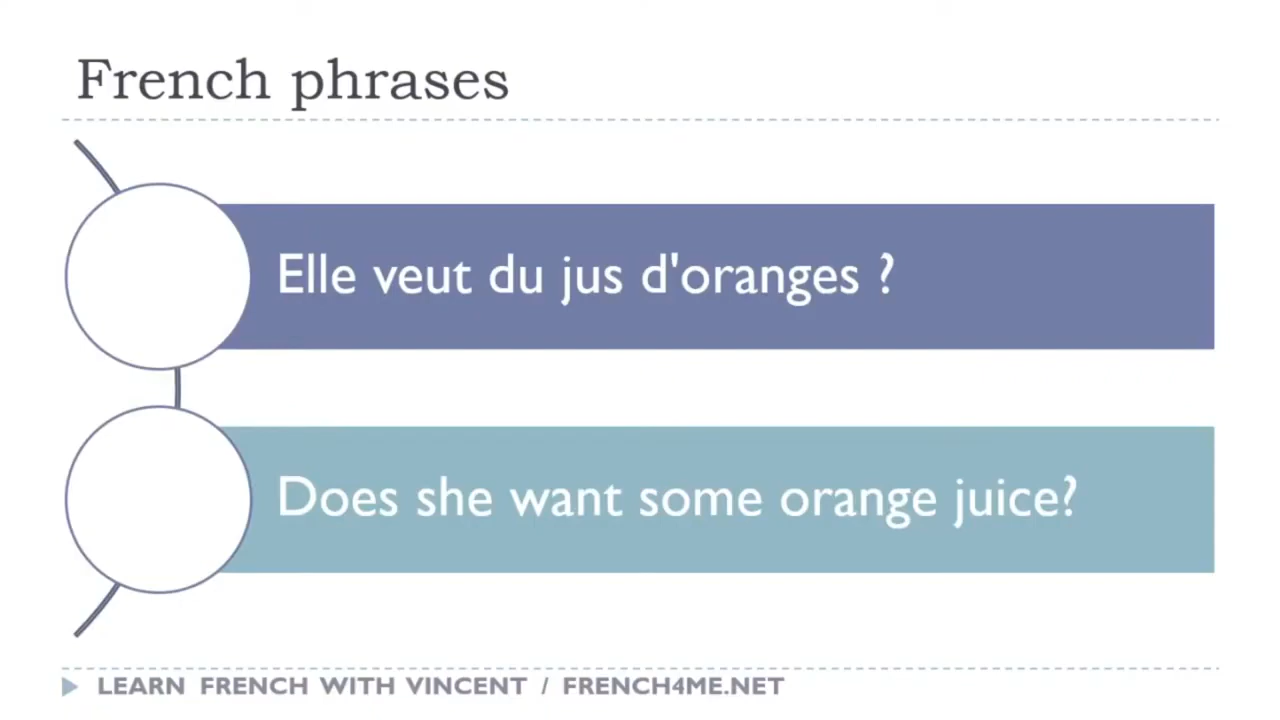 French phrases
Elle veut du jus d'oranges ?
Does she want some orange juice?
LEARN FRENCH WITH VINCENT / FRENCH4ME.NET